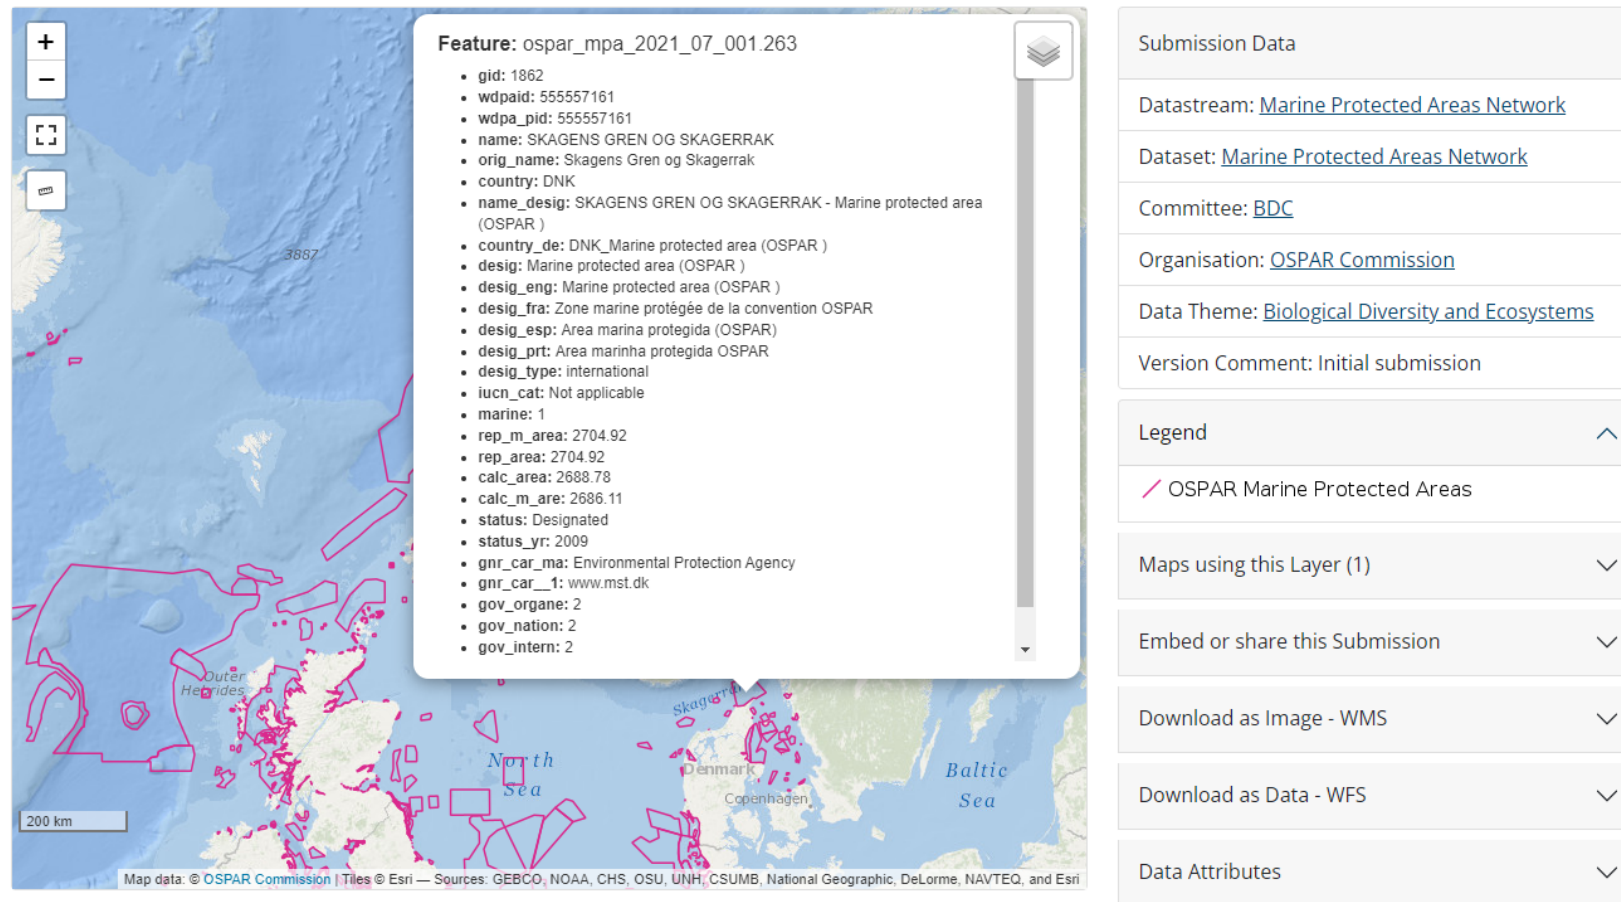 +
−
Feature: ospar_mpa_2021_07_001.263
gid: 1862
wdpaid: 555557161
wdpa_pid: 555557161
name: SKAGENS GREN OG SKAGERRAK
orig_name: Skagens Gren og Skagerrak
country: DNK
name_desig: SKAGENS GREN OG SKAGERRAK - Marine protected area
(OSPAR )
country_de: DNK_Marine protected area (OSPAR )
desig: Marine protected area (OSPAR )
desig_eng: Marine protected area (OSPAR )
desig_fra: Zone marine protégée de la convention OSPAR
desig_esp: Area marina protegida (OSPAR)
desig_prt: Area marinha protegida OSPAR
desig_type: international
iucn_cat: Not applicable
marine: 1
rep_m_area: 2704.92
rep_area: 2704.92
calc_area: 2688.78
calc_m_are: 2686.11
status: Designated
status_yr: 2009
gnr_car_ma: Environmental Protection Agency
gnr_car__1: www.mst.dk
gov_organe: 2
gov_nation: 2
gov_intern: 2
3887
Outer
Hebrides
Skagerrak
North
Sea
Denmark
Copenhagen
Baltic
Sea
200 km
Map data: © OSPAR Commission | Tiles © Esri — Sources: GEBCO, NOAA, CHS, OSU, UNH, CSUMB, National Geographic, DeLorme, NAVTEQ, and Esri
Submission Data
Datastream: Marine Protected Areas Network
Dataset: Marine Protected Areas Network
Committee: BDC
Organisation: OSPAR Commission
Data Theme: Biological Diversity and Ecosystems
Version Comment: Initial submission
Legend
OSPAR Marine Protected Areas
Maps using this Layer (1)
Embed or share this Submission
Download as Image - WMS
Download as Data - WFS
Data Attributes